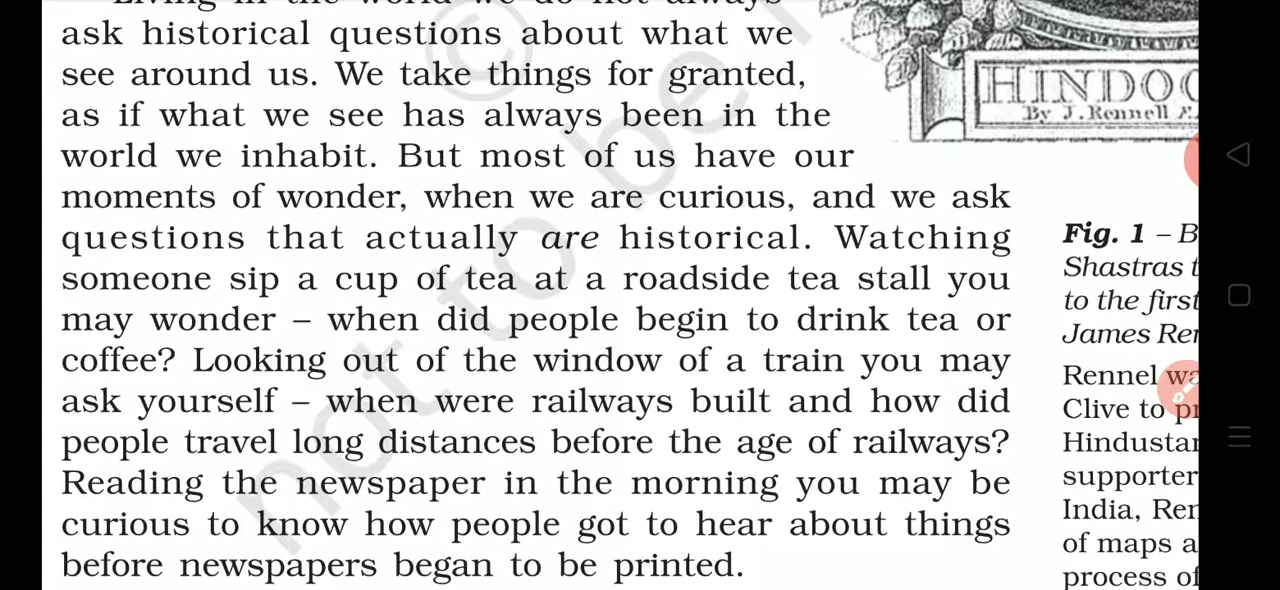 ask historical questions about what we
see around us. We take things for granted,
as if what we see has always been in the
world we inhabit. But most of us have our
moments of wonder, when we are curious, and we ask
questions that actually are historical. Watching
someone sip a cup of tea at a roadside tea stall you
may wonder – when did people begin to drink tea or
coffee? Looking out of the window of a train you may
ask yourself – when were railways built and how did
people travel long distances before the age of railways?
Reading the newspaper in the morning you may be
curious to know how people got to hear about things
before newspapers began to be printed.
HINDO
By J. Rennell F.
Fig. 1 – B
Shastras t
to the first
James Re
Rennel wa
Clive to pr
Hindusta
supporter
India, Re
of maps a
process of
not to be